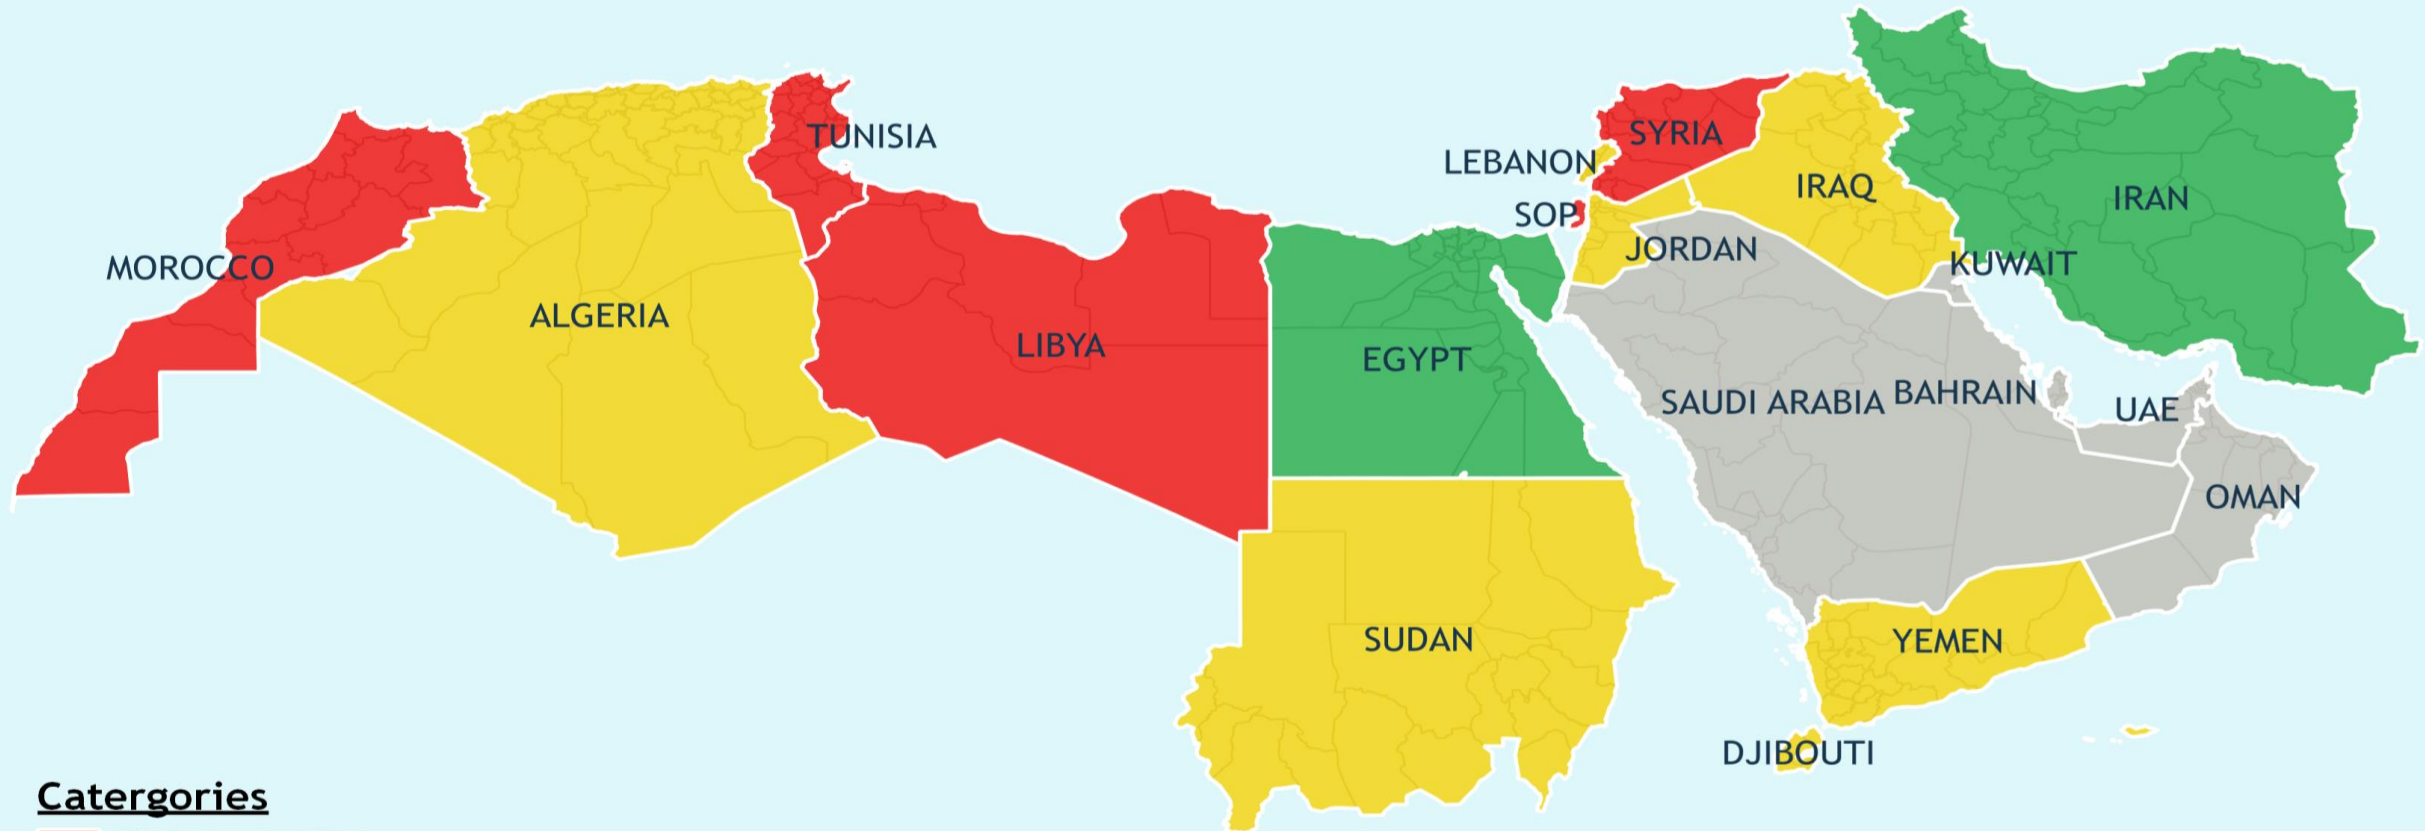 TUNISIA
SYRIA
LEBANON
IRAQ
IRAN
SOP
JORDAN
KUWAIT
MOROCCO
ALGERIA
LIBYA
EGYPT
SAUDI ARABIA
BAHRAIN
UAE
OMAN
SUDAN
YEMEN
DJIBOUTI
Catergories